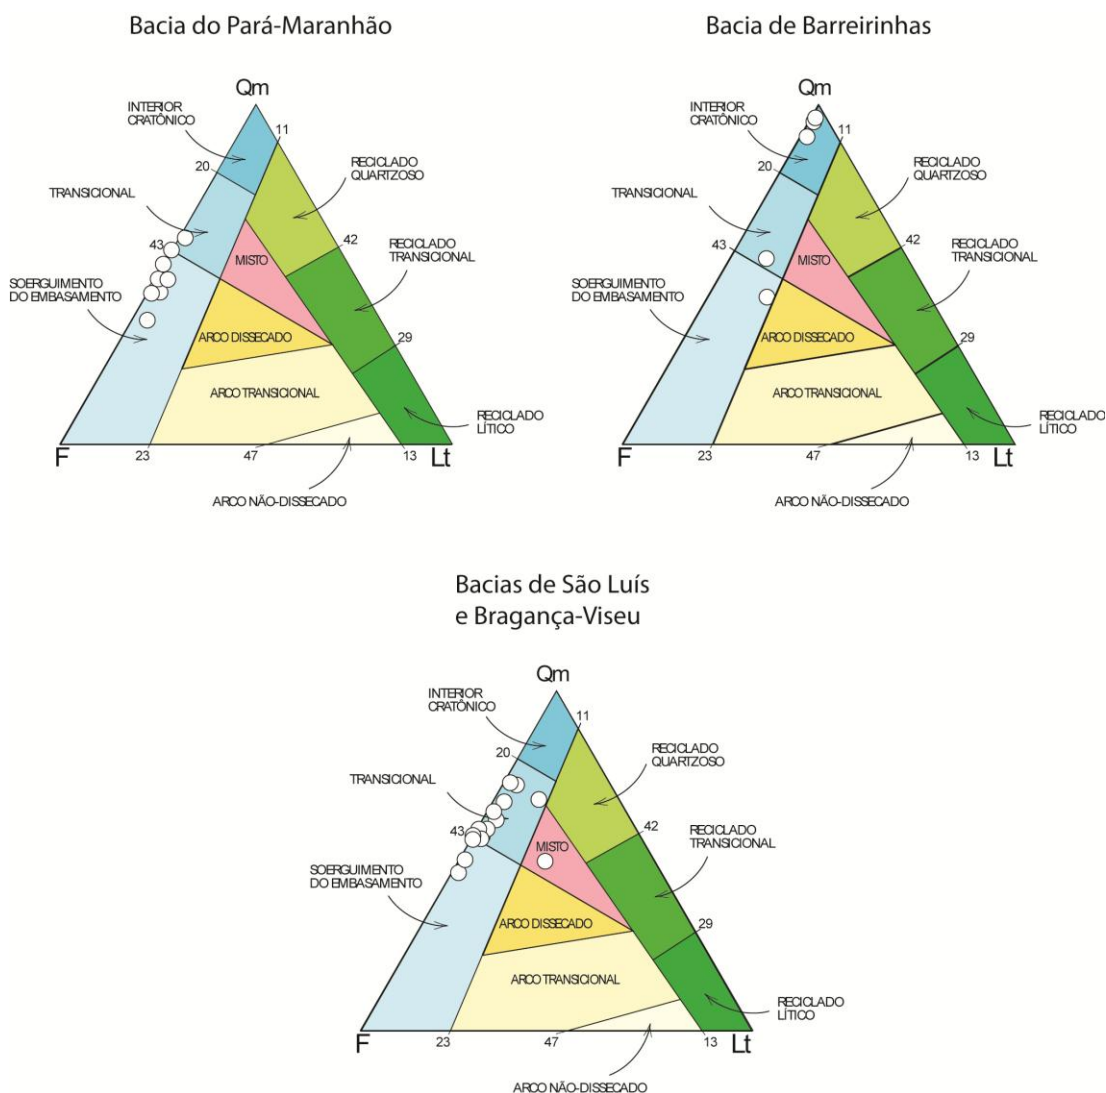 Bacia do Pará-Maranhão
Qm
INTERIOR
CRATÔNICO
11
20
RECICLADO
QUARTZOSO
TRANSICIONAL
43
42
MISTO
RECICLADO
TRANSICIONAL
SOERGUIMENTO
DO EMBASAMENTO
ARCO DISSECADO
29
ARCO TRANSICIONAL
RECICLADO
LÍTICO
F
23
47
13
Lt
ARCO NÃO-DISSECADO
Bacia de Barreirinhas
Qm
INTERIOR
CRATÔNICO
11
20
RECICLADO
QUARTZOSO
TRANSICIONAL
43
42
MISTO
RECICLADO
TRANSICIONAL
SOERGUIMENTO
DO EMBASAMENTO
ARCO DISSECADO
29
ARCO TRANSICIONAL
RECICLADO
LÍTICO
F
23
47
13
Lt
ARCO NÃO-DISSECADO
Bacias de São Luís
e Bragança-Viseu
Qm
INTERIOR
CRATÔNICO
11
20
RECICLADO
QUARTZOSO
TRANSICIONAL
43
42
MISTO
RECICLADO
TRANSICIONAL
SOERGUIMENTO
DO EMBASAMENTO
ARCO DISSECADO
29
ARCO TRANSICIONAL
RECICLADO
LÍTICO
F
23
47
13
Lt
ARCO NÃO-DISSECADO